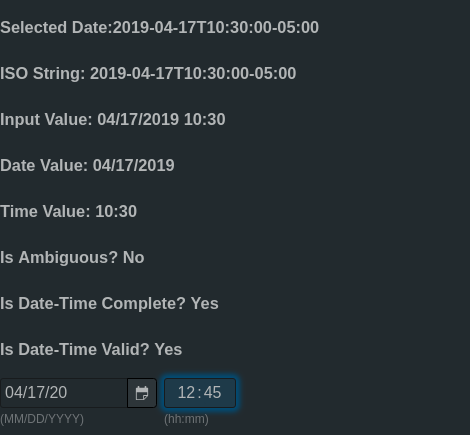 Selected Date:2019-04-17T10:30:00-05:00
ISO String: 2019-04-17T10:30:00-05:00
Input Value: 04/17/2019 10:30
Date Value: 04/17/2019
Time Value: 10:30
Is Ambiguous? No
Is Date-Time Complete? Yes
Is Date-Time Valid? Yes
04/17/20 12:45
(MM/DD/YYYY) (hh:mm)